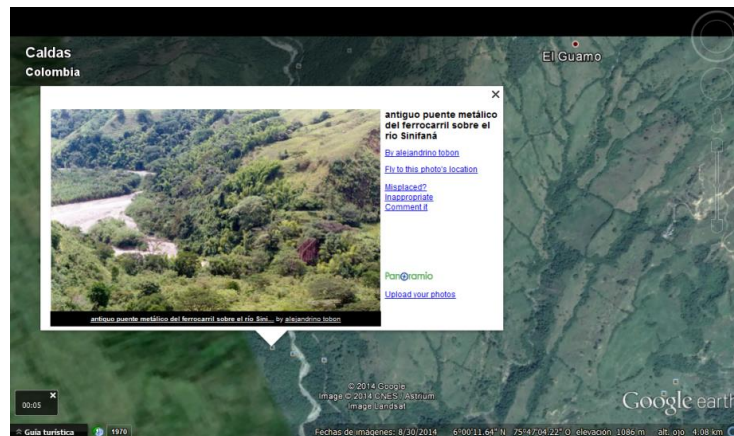 Caldas
Colombia
El Guamo
antiguo puente metálico
del ferrocarril sobre el
río Sinifaná
By alejandrino tobon
Fly to this photo's location
Misplaced?
Inappropriate
Comment it
Panoramio
Upload your photos
antiguo puente metálico del ferrocarril sobre el río Sini... by alejandrino tobon
© 2014 Google
Image © 2014 CNES / Astrium
Image Landsat
Google earth
00:05
Guía turística
1970
Fechas de imágenes: 8/30/2014 6°00'11.64" N 75°47'04.22" O elevación 1086 m alt. ojo 4.08 km